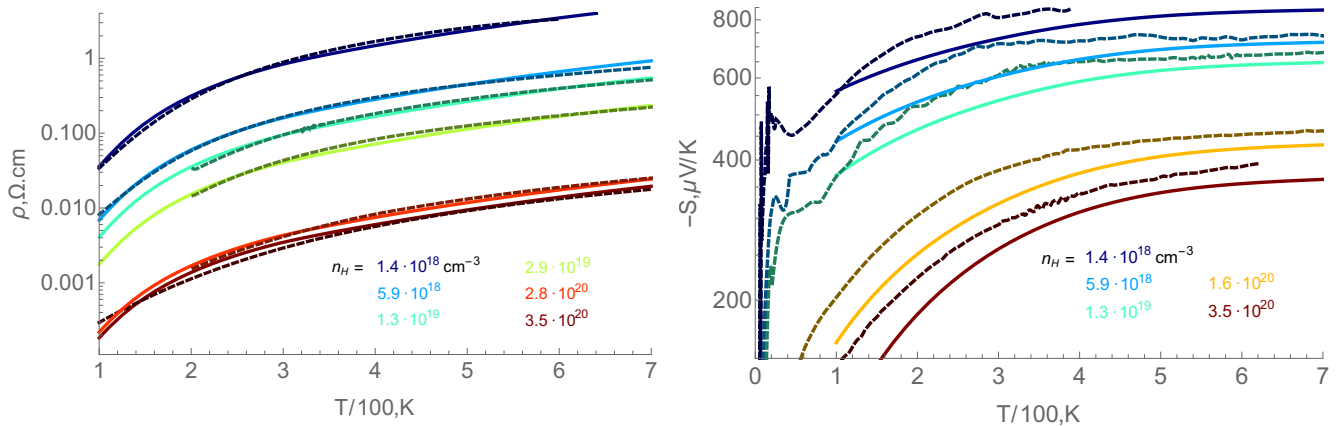 1
0.100
0.010
0.001
ρ,Ω.cm
n_H = 1.4·10^18 cm^−3 2.9·10^19
5.9·10^18 2.8·10^20
1.3·10^19 3.5·10^20
1 2 3 4 5 6 7
T/100,K
800
600
400
200
−S,μV/K
n_H = 1.4·10^18 cm^−3
5.9·10^18 1.6·10^20
1.3·10^19 3.5·10^20
0 1 2 3 4 5 6 7
T/100,K